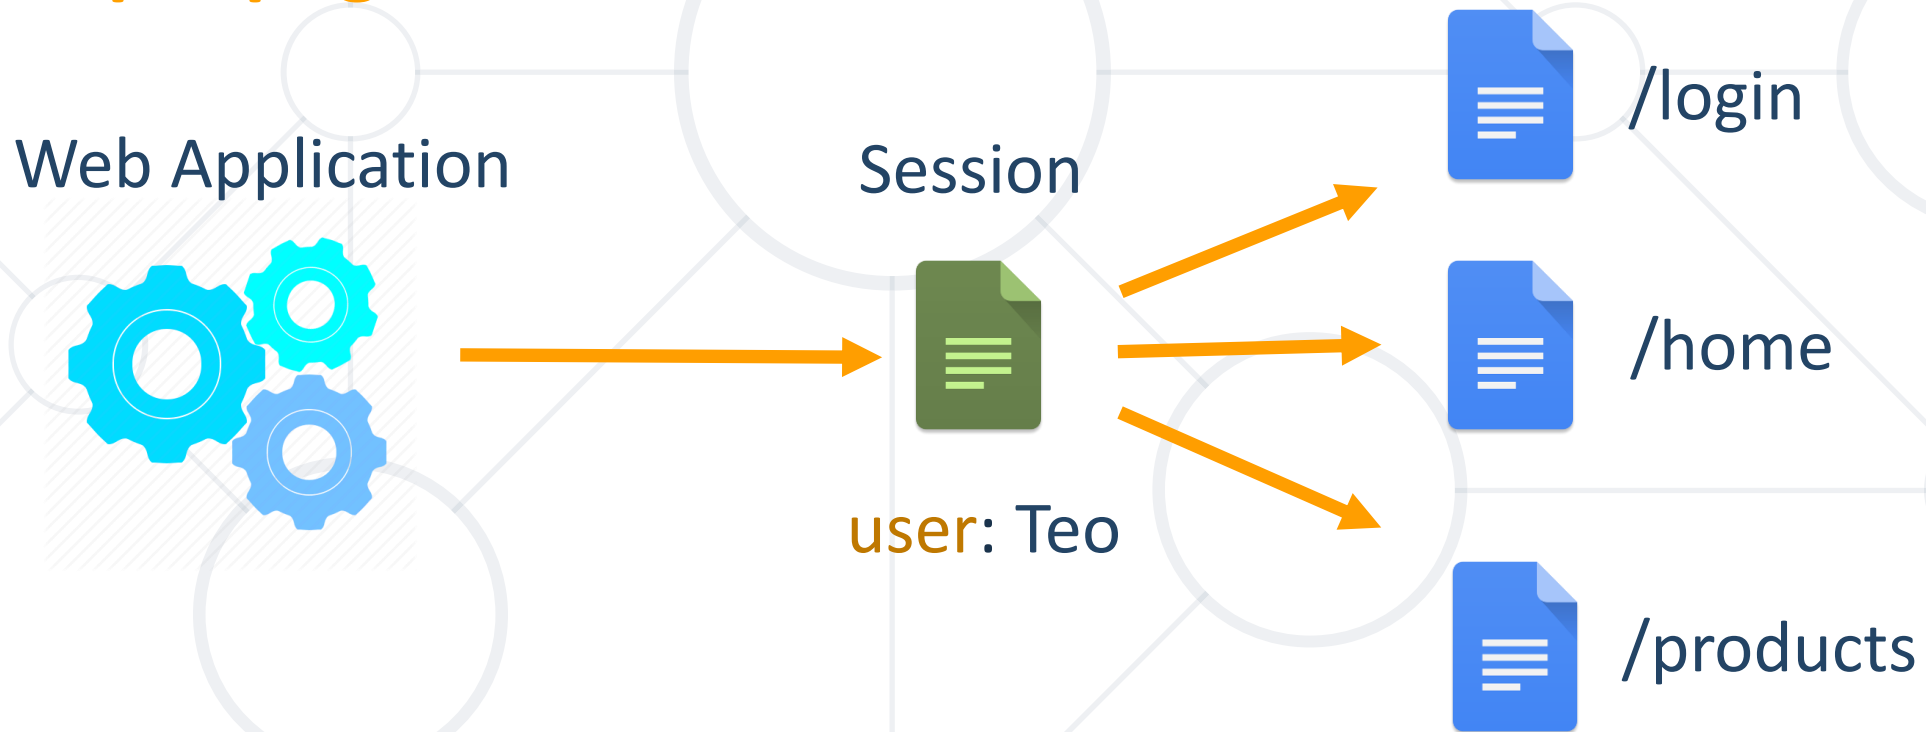 Web Application
Session
user: Teo
/login
/home
/products